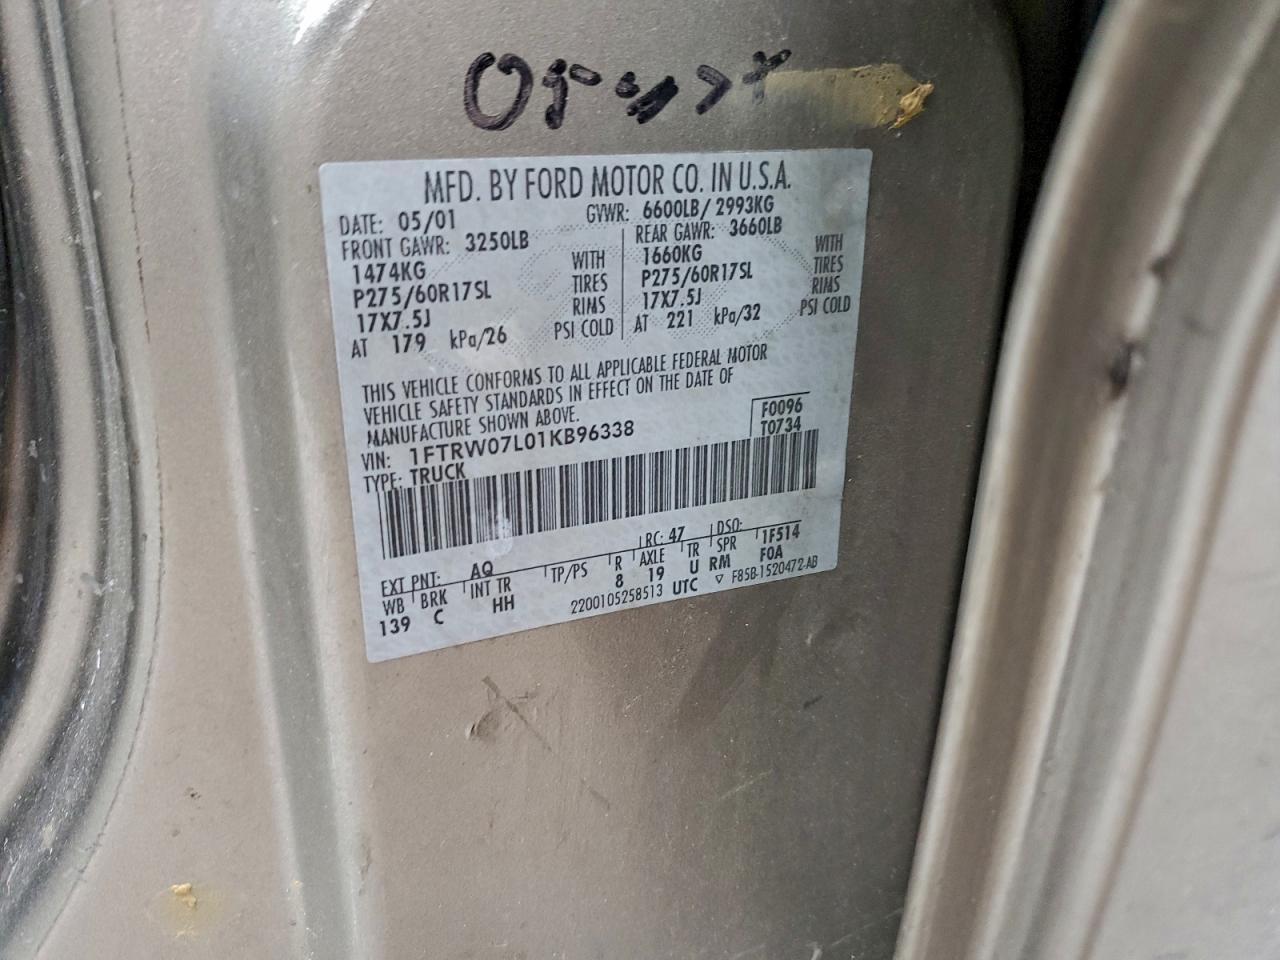 MFD. BY FORD MOTOR CO. IN U.S.A.
DATE: 05/01 GVWR: 6600LB/ 2993KG
FRONT GAWR: 3250LB REAR GAWR: 3660LB
1474KG WITH 1660KG WITH
P275/60R17SL TIRES P275/60R17SL TIRES
17X7.5J RIMS 17X7.5J RIMS
AT 179 kPa/26 PSI COLD AT 221 kPa/32 PSI COLD
THIS VEHICLE CONFORMS TO ALL APPLICABLE FEDERAL MOTOR
VEHICLE SAFETY STANDARDS IN EFFECT ON THE DATE OF
MANUFACTURE SHOWN ABOVE. F0096
VIN: 1FTRW07L01KB96338 T0734
TYPE: TRUCK
EXT PNT: AQ RC: 47 DSO: 1F514
WB BRK INT TR TP/PS R AXLE TR SPR
139 C HH 8 19 U RM F0A
2200105258513 UTC ▽ F85B-1520472-AB